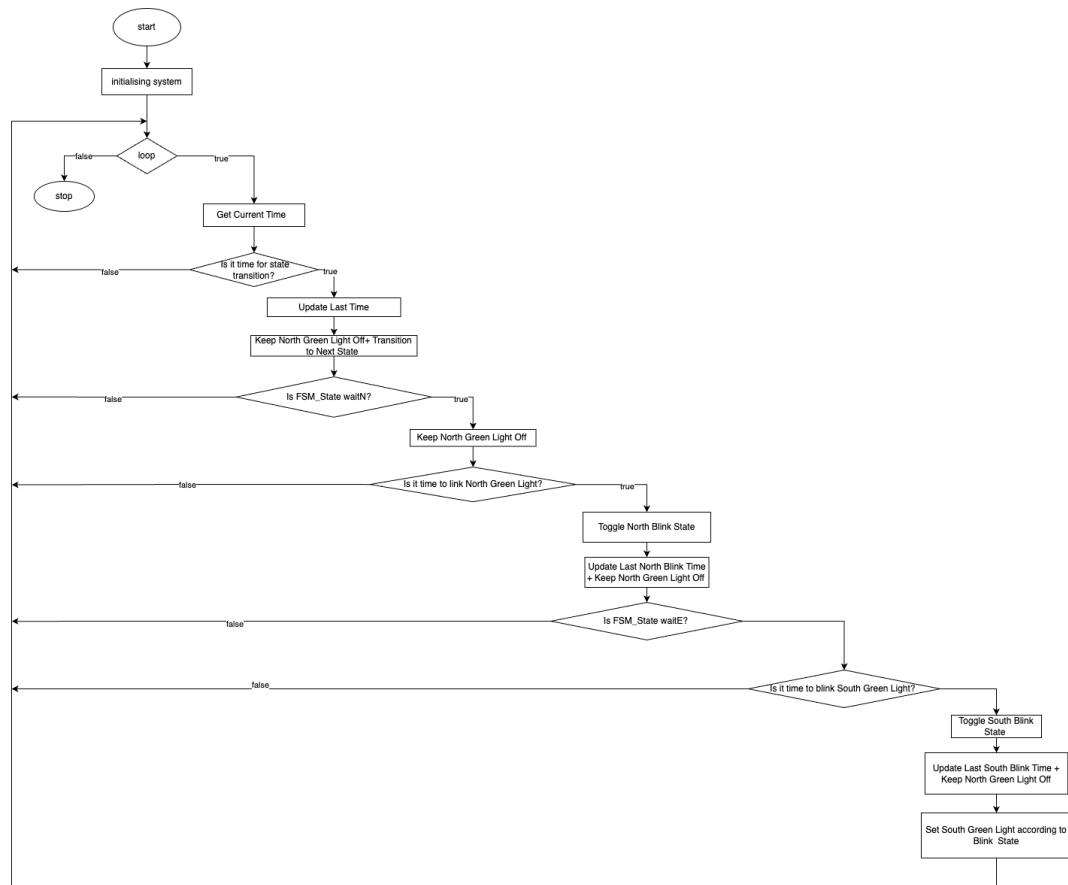 start
initialising system
loop
false
true
stop
Get Current Time
Is it time for state
transition?
false
true
Update Last Time
Keep North Green Light Off+ Transition
to Next State
Is FSM_State waitN?
false
true
Keep North Green Light Off
Is it time to link North Green Light?
false
true
Toggle North Blink State
Update Last North Blink Time
+ Keep North Green Light Off
Is FSM_State waitE?
false
Is it time to blink South Green Light?
false
Toggle South Blink
State
Update Last South Blink Time +
Keep North Green Light Off
Set South Green Light according to
Blink State